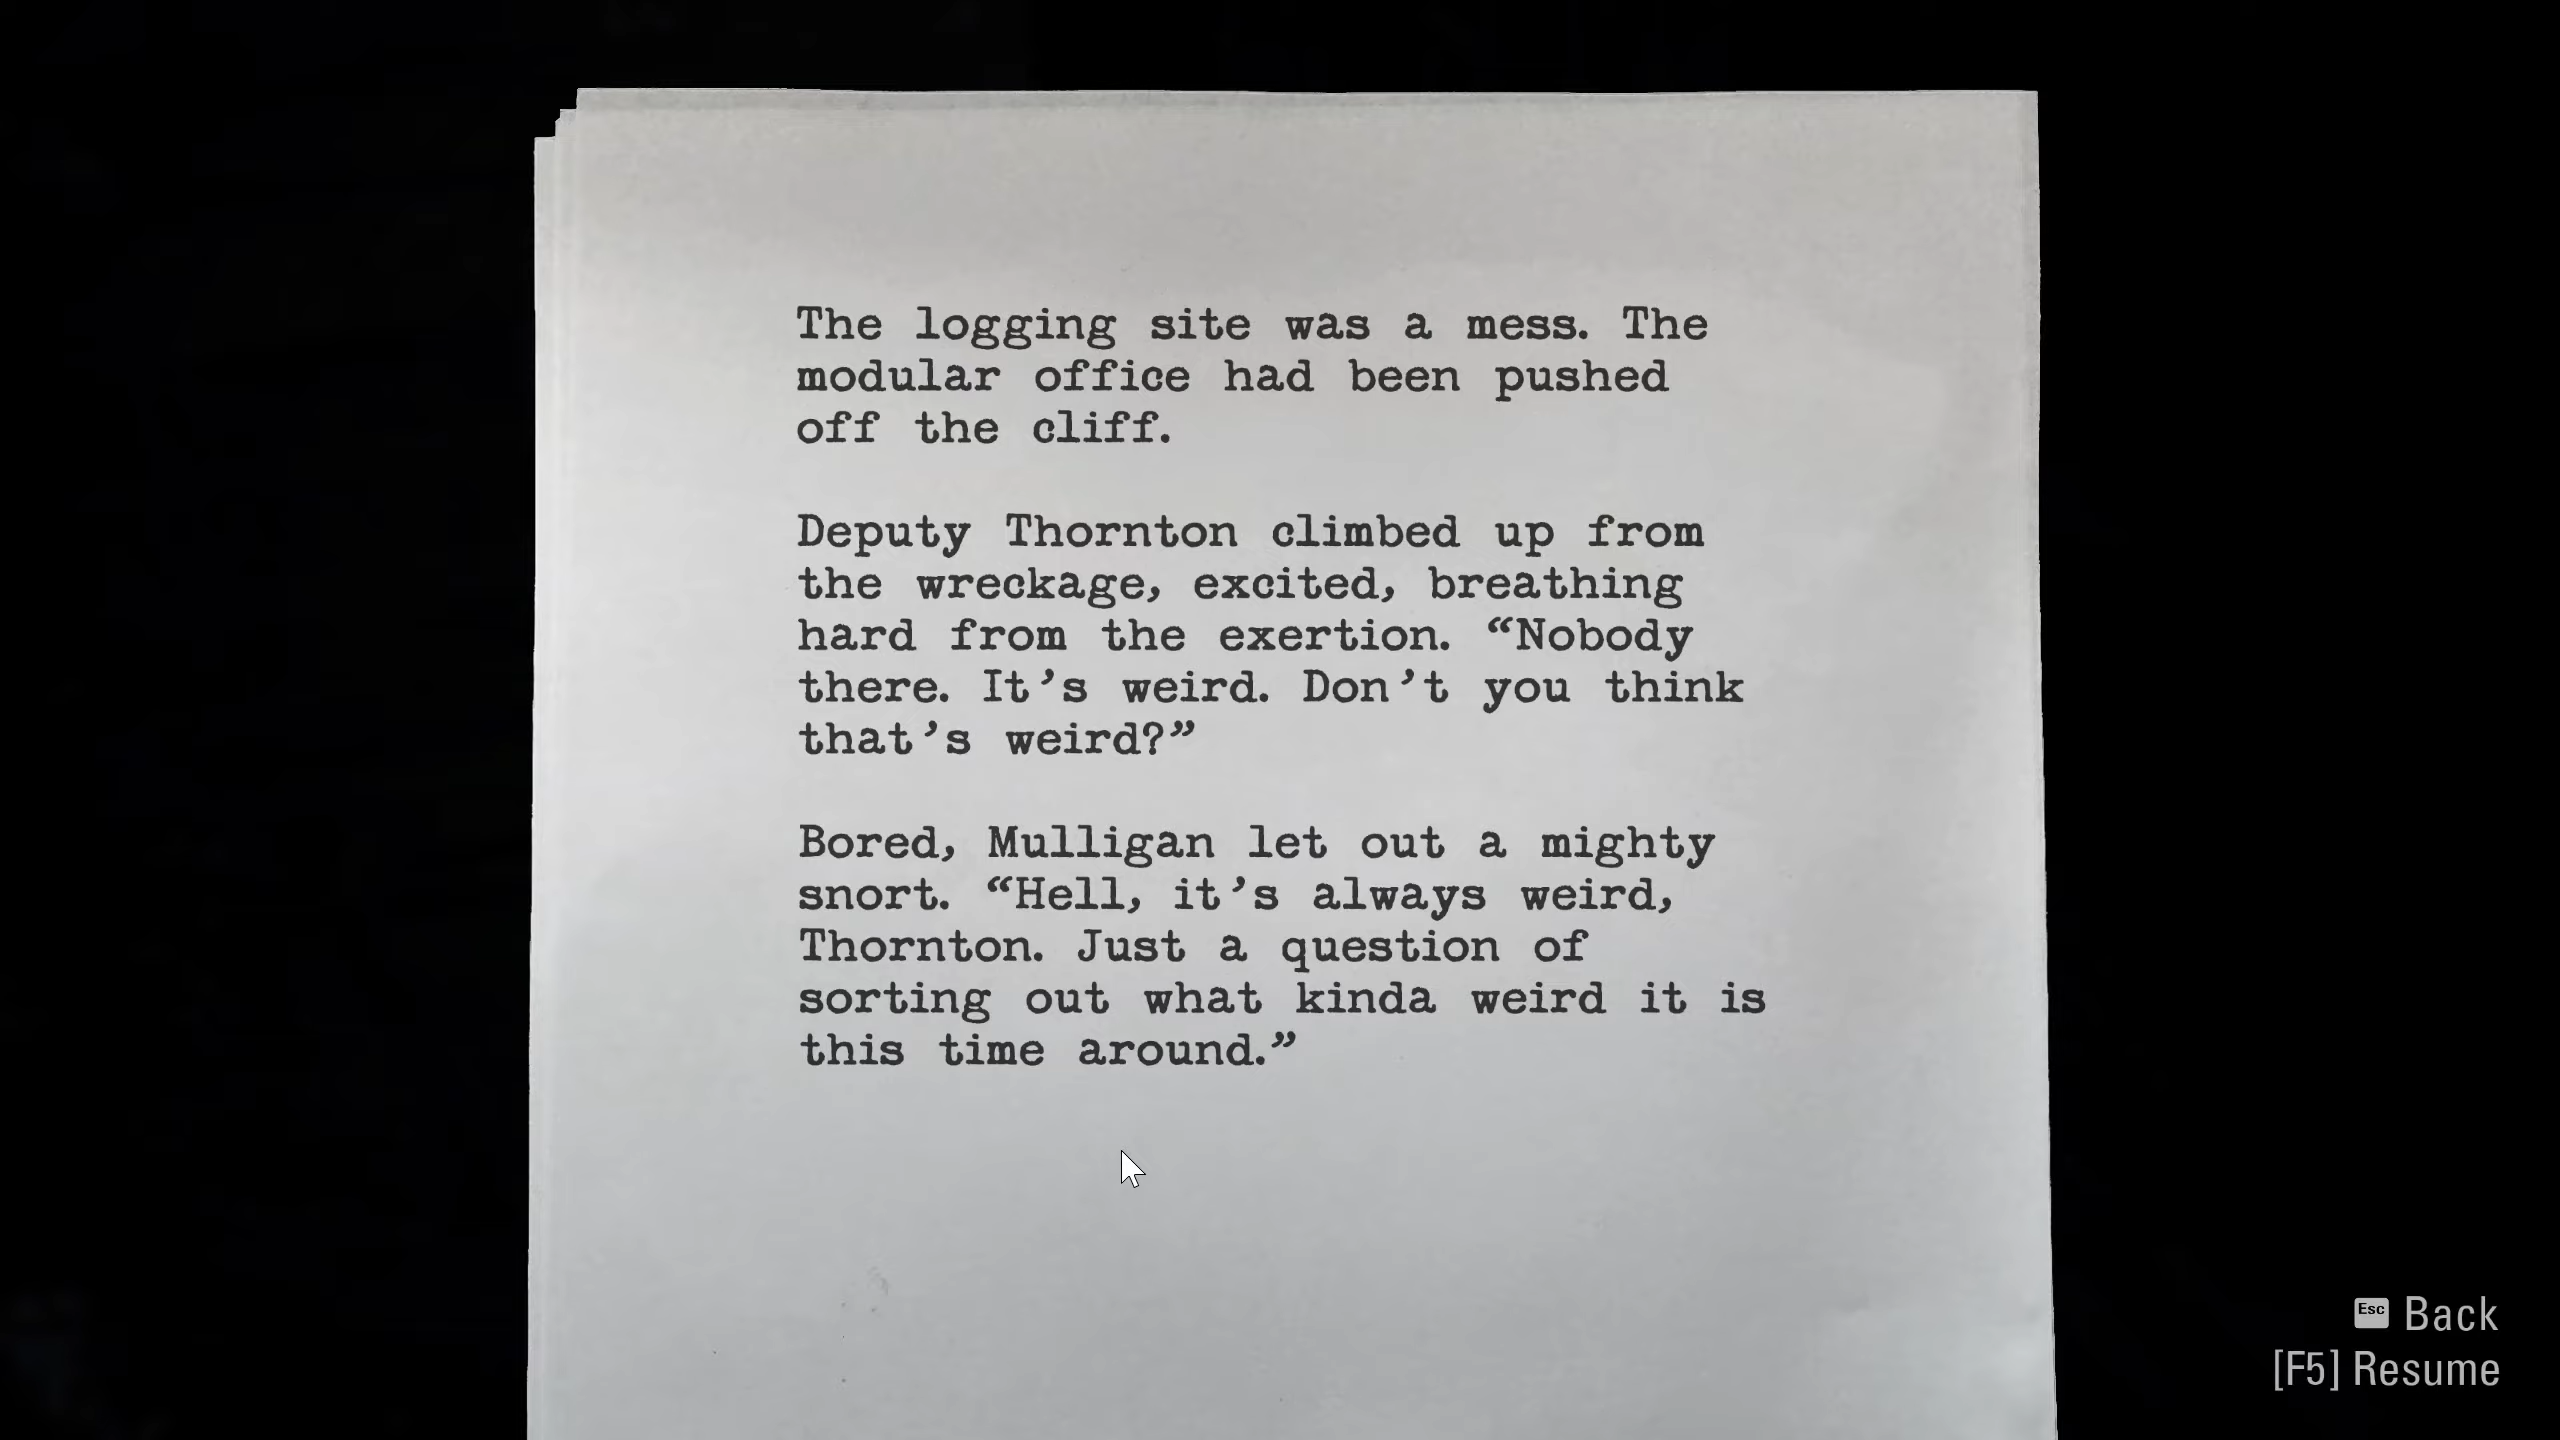 The logging site was a mess. The
modular office had been pushed
off the cliff.
Deputy Thornton climbed up from
the wreckage, excited, breathing
hard from the exertion. “Nobody
there. It’s weird. Don’t you think
that’s weird?”
Bored, Mulligan let out a mighty
snort. “Hell, it’s always weird,
Thornton. Just a question of
sorting out what kinda weird it is
this time around.”
Esc Back
[F5] Resume